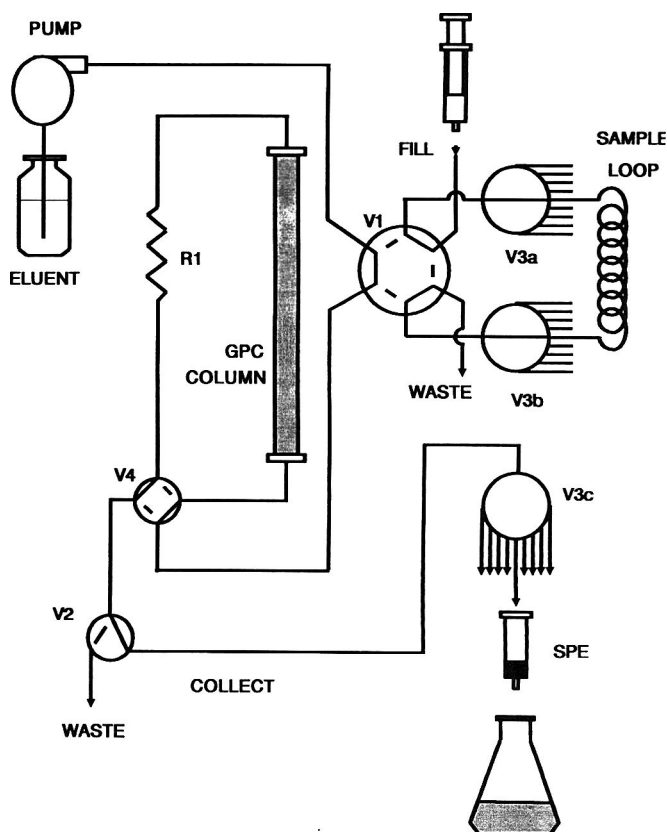 PUMP
ELUENT
R1
GPC
COLUMN
FILL
V1
SAMPLE
LOOP
V3a
V3b
WASTE
V4
V3c
V2
SPE
COLLECT
WASTE